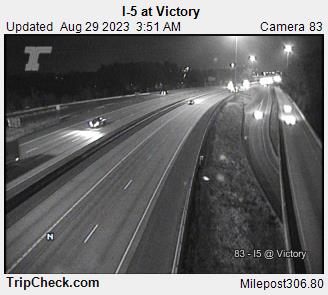 I-5 at Victory
Updated Aug 29 2023 3:51 AM Camera 83
T
N
83 - I5 @ Victory
TripCheck.com Milepost306.80